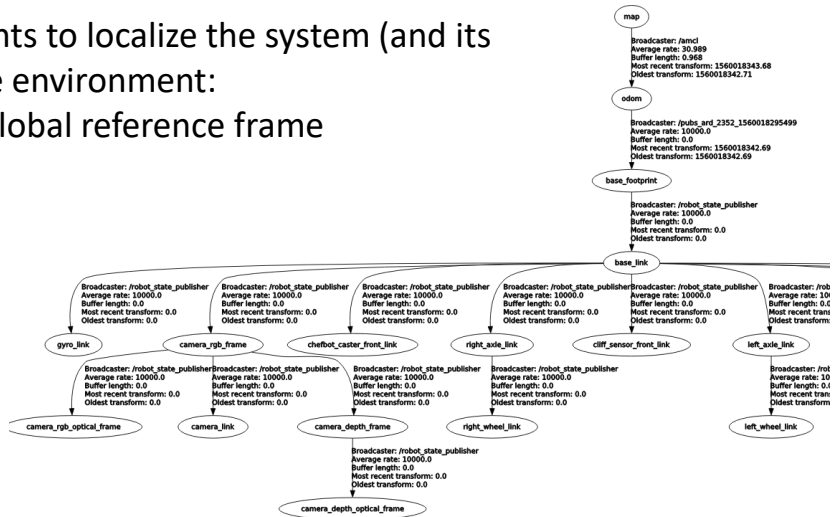 nts to localize the system (and its
e environment:
lobal reference frame
map
Broadcaster: /amcl
Average rate: 30.989
Buffer length: 0.968
Most recent transform: 1560018343.68
Oldest transform: 1560018342.71
odom
Broadcaster: /pubs_ard_2352_1560018295499
Average rate: 10000.0
Buffer length: 0.0
Most recent transform: 1560018342.69
Oldest transform: 1560018342.69
base_footprint
Broadcaster: /robot_state_publisher
Average rate: 10000.0
Buffer length: 0.0
Most recent transform: 0.0
Oldest transform: 0.0
base_link
Broadcaster: /robot_state_publisher
Average rate: 10000.0
Buffer length: 0.0
Most recent transform: 0.0
Oldest transform: 0.0
Broadcaster: /robot_state_publisher
Average rate: 10000.0
Buffer length: 0.0
Most recent transform: 0.0
Oldest transform: 0.0
Broadcaster: /robot_state_publisher
Average rate: 10000.0
Buffer length: 0.0
Most recent transform: 0.0
Oldest transform: 0.0
Broadcaster: /robot_state_publisher
Average rate: 10000.0
Buffer length: 0.0
Most recent transform: 0.0
Oldest transform: 0.0
Broadcaster: /robot_state_publisher
Average rate: 10000.0
Buffer length: 0.0
Most recent transform: 0.0
Oldest transform: 0.0
Broadcaster: /rob
Average rate: 100
Buffer length: 0.0
Most recent trans
Oldest transform
gyro_link
camera_rgb_frame
chefbot_caster_front_link
right_axle_link
cliff_sensor_front_link
left_axle_link
Broadcaster: /robot_state_publisher
Average rate: 10000.0
Buffer length: 0.0
Most recent transform: 0.0
Oldest transform: 0.0
Broadcaster: /robot_state_publisher
Average rate: 10000.0
Buffer length: 0.0
Most recent transform: 0.0
Oldest transform: 0.0
Broadcaster: /robot_state_publisher
Average rate: 10000.0
Buffer length: 0.0
Most recent transform: 0.0
Oldest transform: 0.0
Broadcaster: /robot_state_publisher
Average rate: 10000.0
Buffer length: 0.0
Most recent transform: 0.0
Oldest transform: 0.0
Broadcaster: /rob
Average rate: 10
Buffer length: 0.0
Most recent tran
Oldest transform
camera_rgb_optical_frame
camera_link
camera_depth_frame
right_wheel_link
left_wheel_link
Broadcaster: /robot_state_publisher
Average rate: 10000.0
Buffer length: 0.0
Most recent transform: 0.0
Oldest transform: 0.0
camera_depth_optical_frame